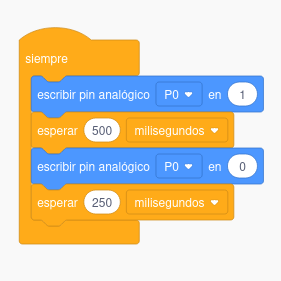 siempre
escribir pin analógico P0 en 1
esperar 500 milisegundos
escribir pin analógico P0 en 0
esperar 250 milisegundos